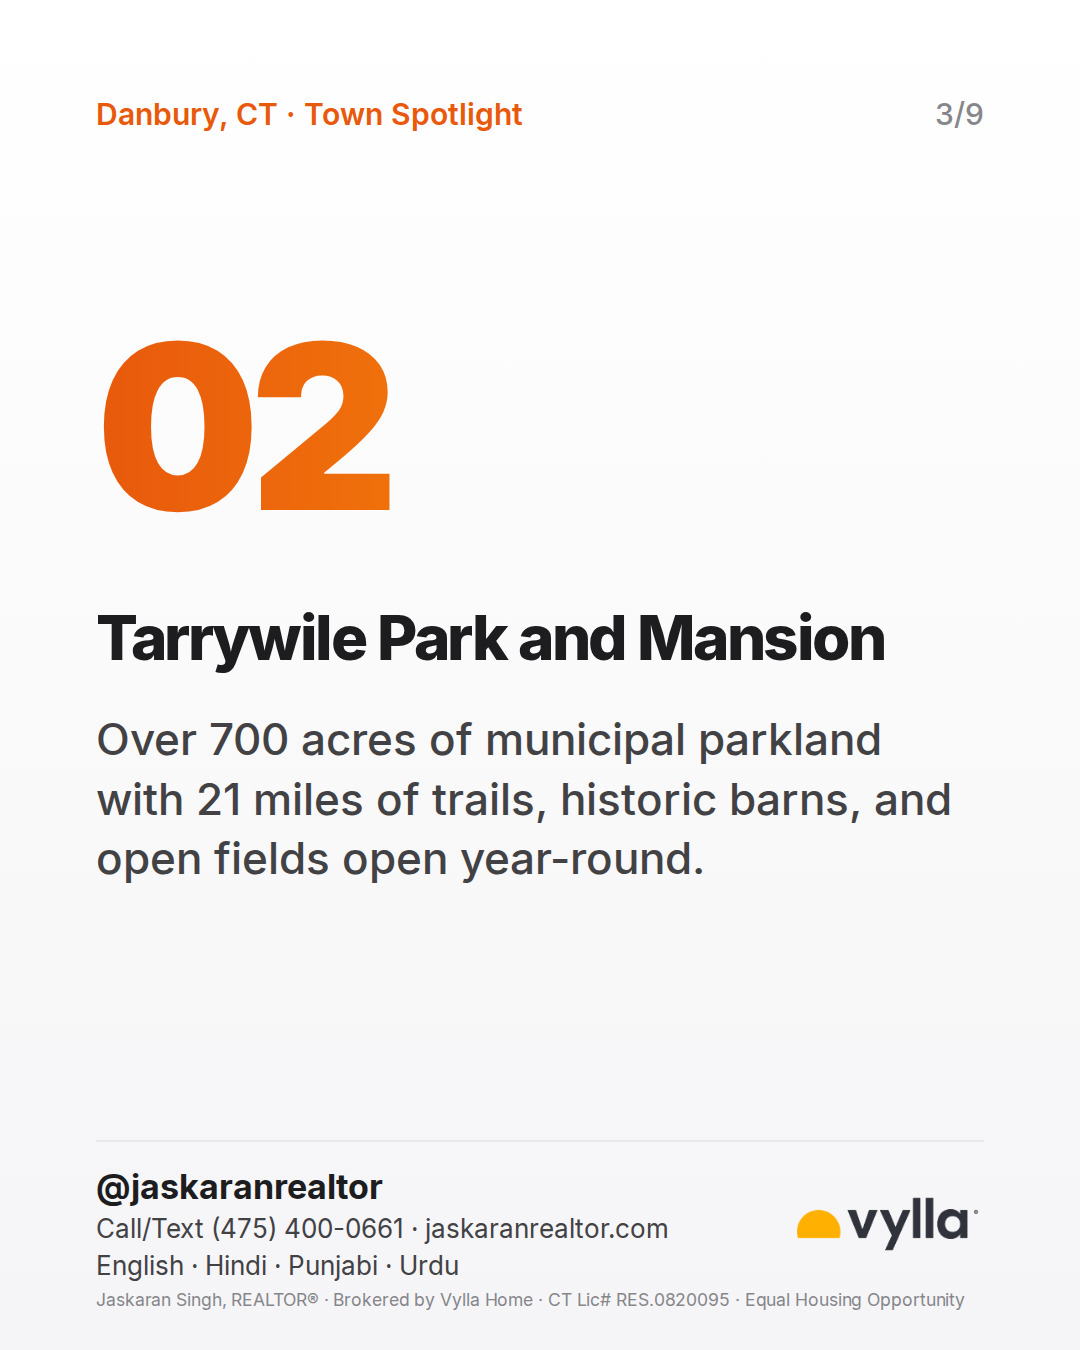 Danbury, CT · Town Spotlight
3/9
02
Tarrywile Park and Mansion
Over 700 acres of municipal parkland
with 21 miles of trails, historic barns, and
open fields open year-round.
@jaskaranrealtor
Call/Text (475) 400-0661 · jaskaranrealtor.com
English · Hindi · Punjabi · Urdu
Jaskaran Singh, REALTOR® · Brokered by Vylla Home · CT Lic# RES.0820095 · Equal Housing Opportunity
vylla